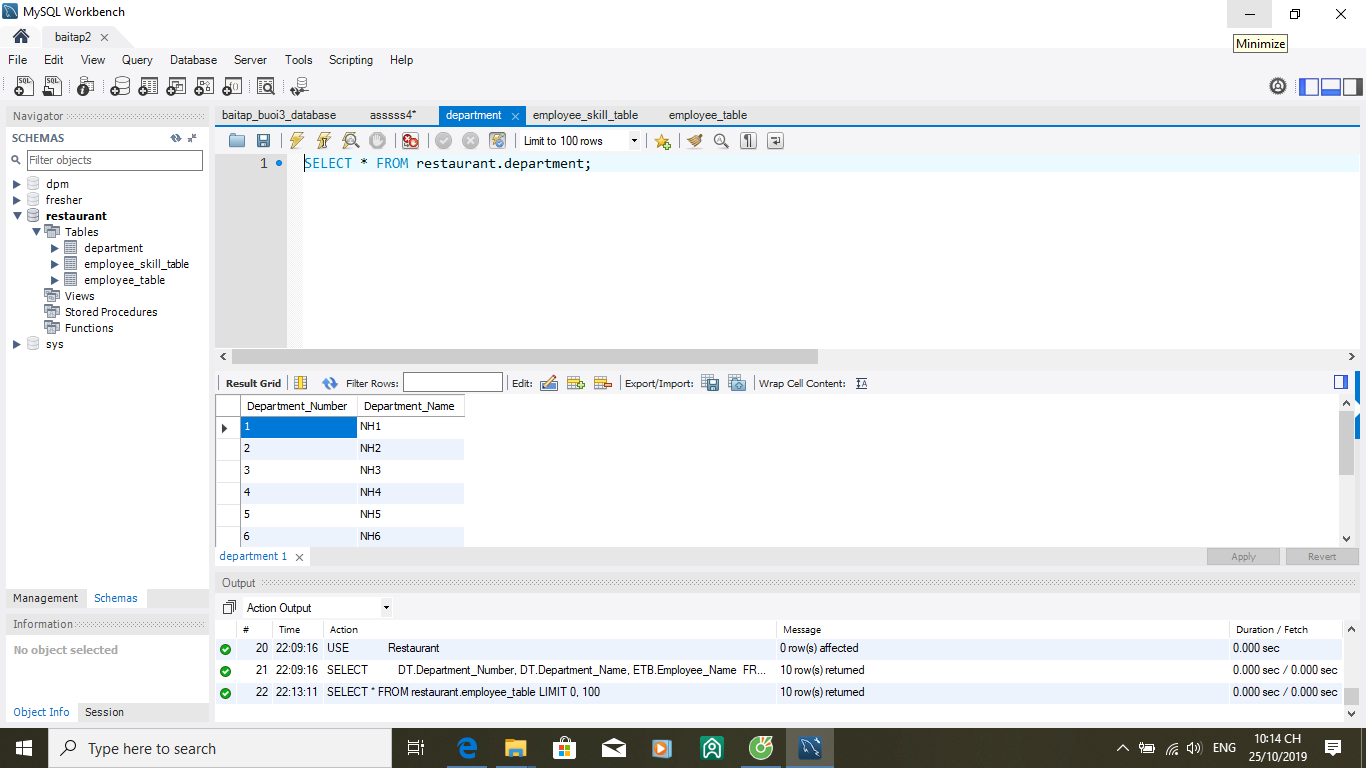 MySQL Workbench
Minimize
baitap2
File Edit View Query Database Server Tools Scripting Help
Navigator
SCHEMAS
Filter objects
dpm
fresher
restaurant
Tables
department
employee_skill_table
employee_table
Views
Stored Procedures
Functions
sys
Management Schemas
Information
No object selected
Object Info Session
baitap_buoi3_database asssss4* department employee_skill_table employee_table
Limit to 100 rows
1 SELECT * FROM restaurant.department;
Result Grid Filter Rows: Edit: Export/Import: Wrap Cell Content:
Department_Number Department_Name
1 NH1
2 NH2
3 NH3
4 NH4
5 NH5
6 NH6
department 1
Apply Revert
Output
Action Output
# Time Action Message Duration / Fetch
20 22:09:16 USE Restaurant 0 row(s) affected 0.000 sec
21 22:09:16 SELECT DT.Department_Number, DT.Department_Name, ETB.Employee_Name FR... 10 row(s) returned 0.000 sec / 0.000 sec
22 22:13:11 SELECT * FROM restaurant.employee_table LIMIT 0, 100 10 row(s) returned 0.000 sec / 0.000 sec
Type here to search
ENG
10:14 CH
25/10/2019